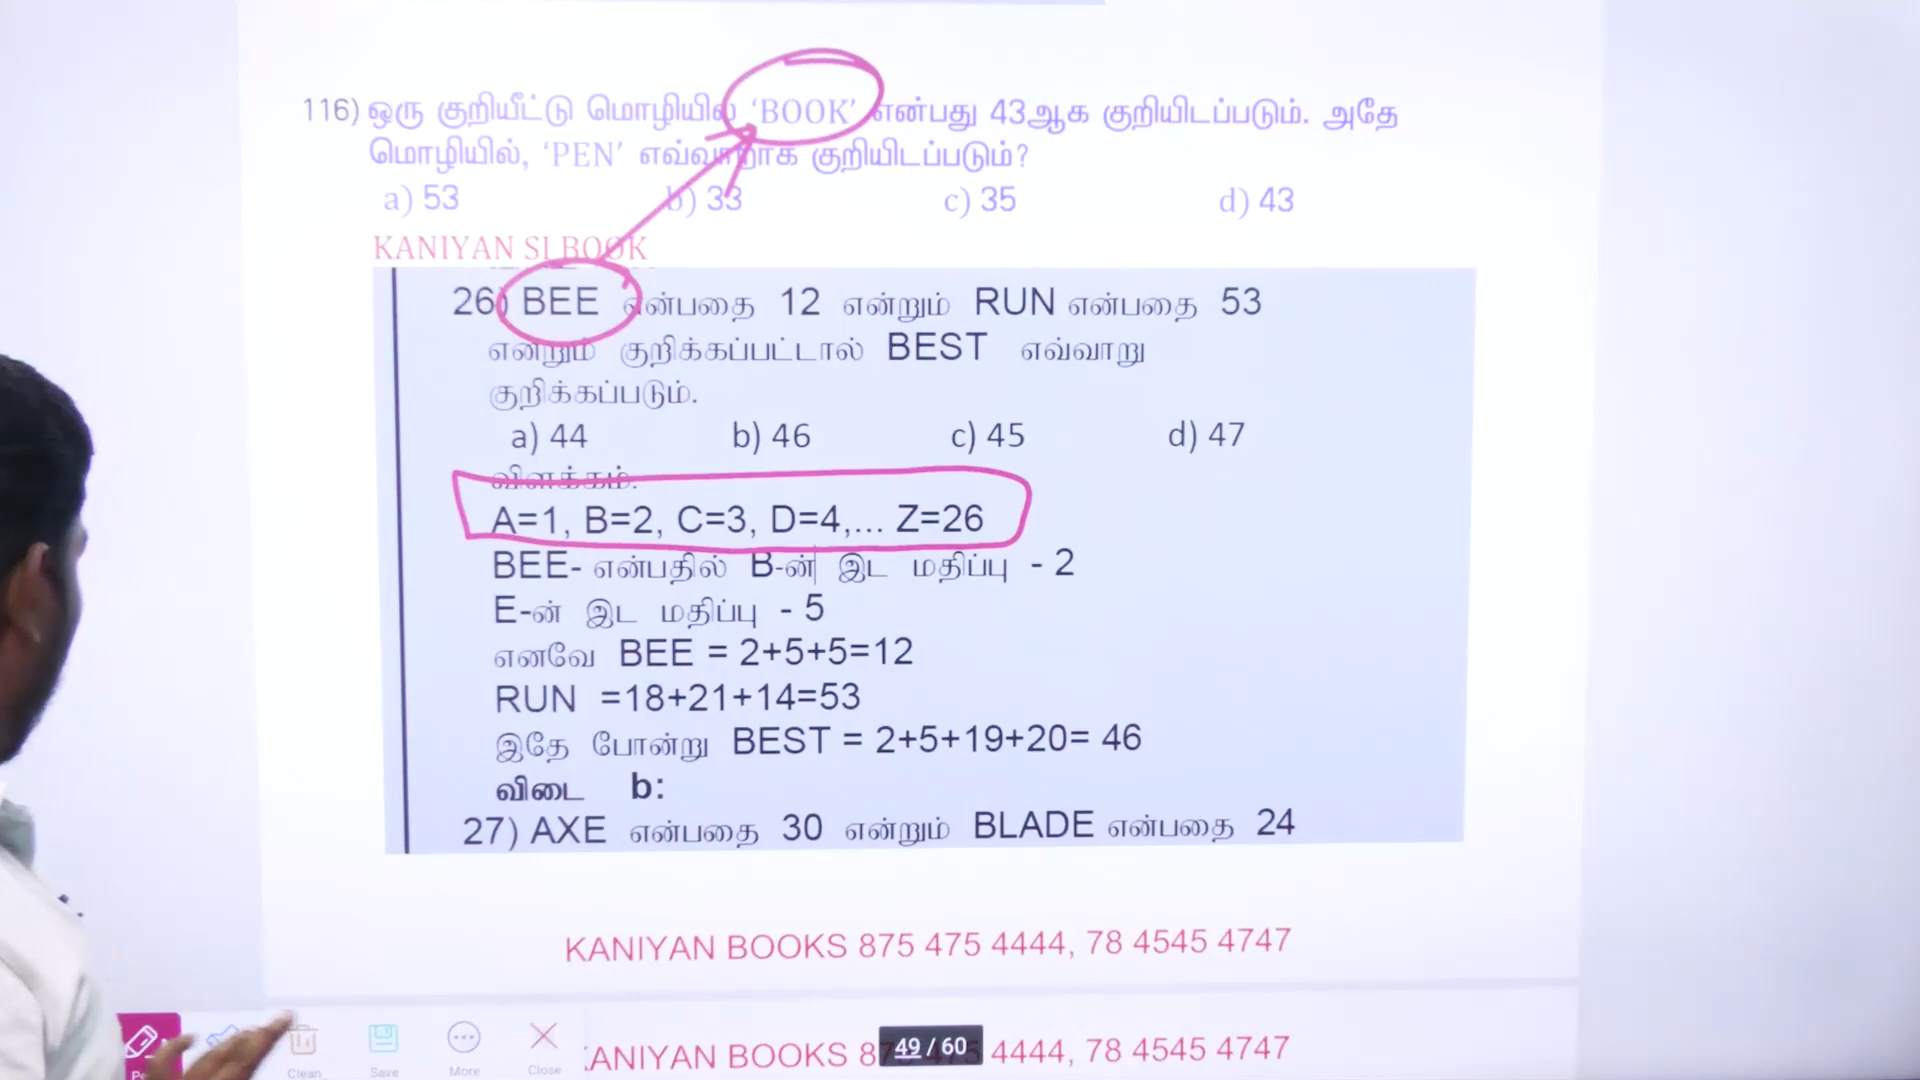 116) ஒரு குறியீட்டு மொழியில் ‘BOOK’ என்பது 43ஆக குறியிடப்படும். அதே
மொழியில், ‘PEN’ எவ்வாறாக குறியிடப்படும்?
a) 53 b) 33 c) 35 d) 43
KANIYAN SI BOOK
26) BEE என்பதை 12 என்றும் RUN என்பதை 53
என்றும் குறிக்கப்பட்டால் BEST எவ்வாறு
குறிக்கப்படும்.
a) 44 b) 46 c) 45 d) 47
விளக்கம்.
A=1, B=2, C=3, D=4,... Z=26
BEE- என்பதில் B-ன் இட மதிப்பு - 2
E-ன் இட மதிப்பு - 5
எனவே BEE = 2+5+5=12
RUN =18+21+14=53
இதே போன்று BEST = 2+5+19+20= 46
விடை b:
27) AXE என்பதை 30 என்றும் BLADE என்பதை 24
KANIYAN BOOKS 875 475 4444, 78 4545 4747
Clean Save More Close
49 / 60
4444, 78 4545 4747